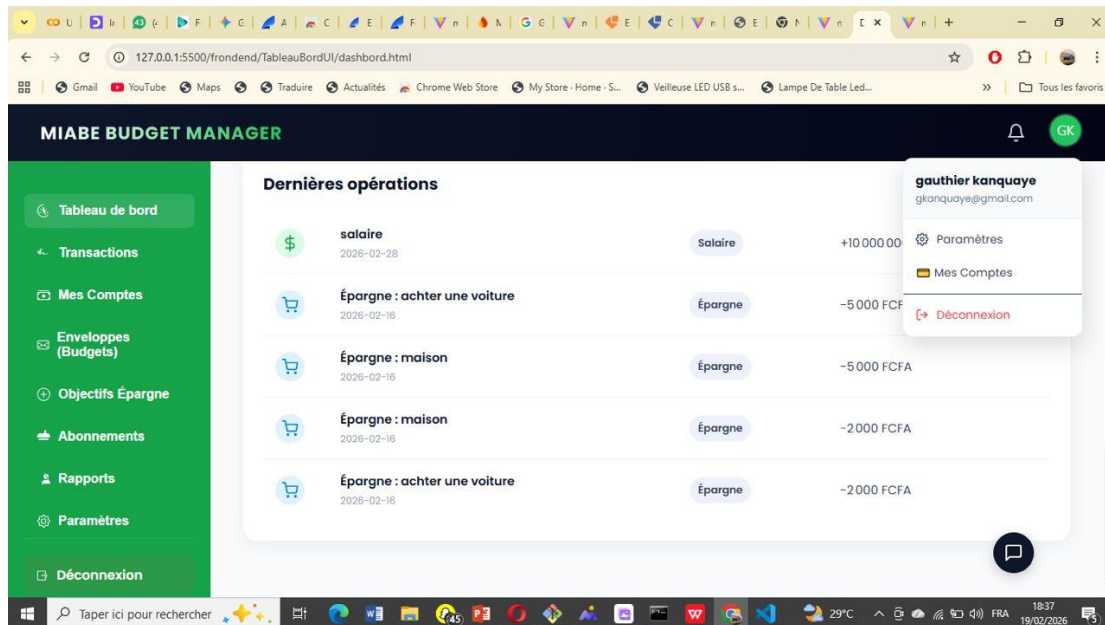 127.0.0.1:5500/frondend/TableauBordUI/dashbord.html
Gmail YouTube Maps Traduire Actualités Chrome Web Store My Store - Home - S... Veilleuse LED USB s... Lampe De Table Led... » Tous les favoris
MIABE BUDGET MANAGER
GK
Tableau de bord
Transactions
Mes Comptes
Enveloppes
(Budgets)
Objectifs Épargne
Abonnements
Rapports
Paramètres
Déconnexion
Dernières opérations
salaire Salaire +10 000 00
2026-02-28
Épargne : achter une voiture Épargne -5 000 FCF
2026-02-16
Épargne : maison Épargne -5 000 FCFA
2026-02-16
Épargne : maison Épargne -2 000 FCFA
2026-02-16
Épargne : achter une voiture Épargne -2 000 FCFA
2026-02-16
gauthier kanquaye
gkanquaye@gmail.com
Paramètres
Mes Comptes
Déconnexion
Taper ici pour rechercher
29°C
FRA
18:37
19/02/2026